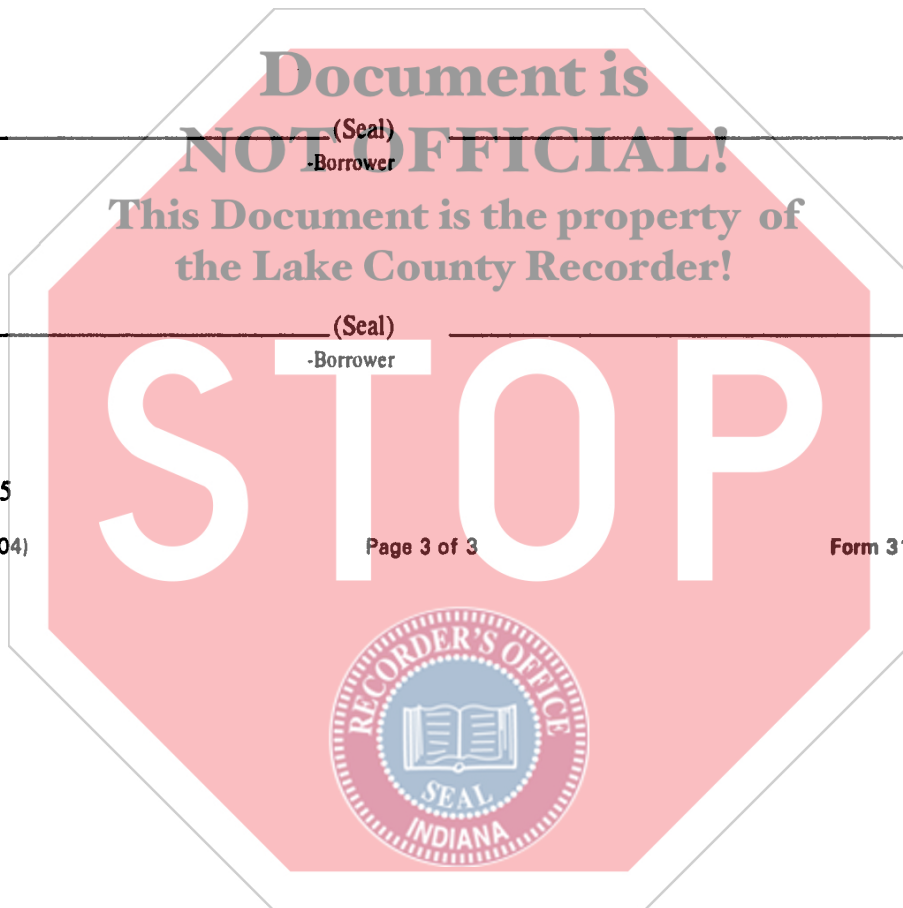 Document is
(Seal)
NOT OFFICIAL!
-Borrower
This Document is the property of
the Lake County Recorder!
(Seal)
-Borrower
STOP
5
04)
Page 3 of 3
Form 31
RECORDER'S OFFICE
SEAL
INDIANA